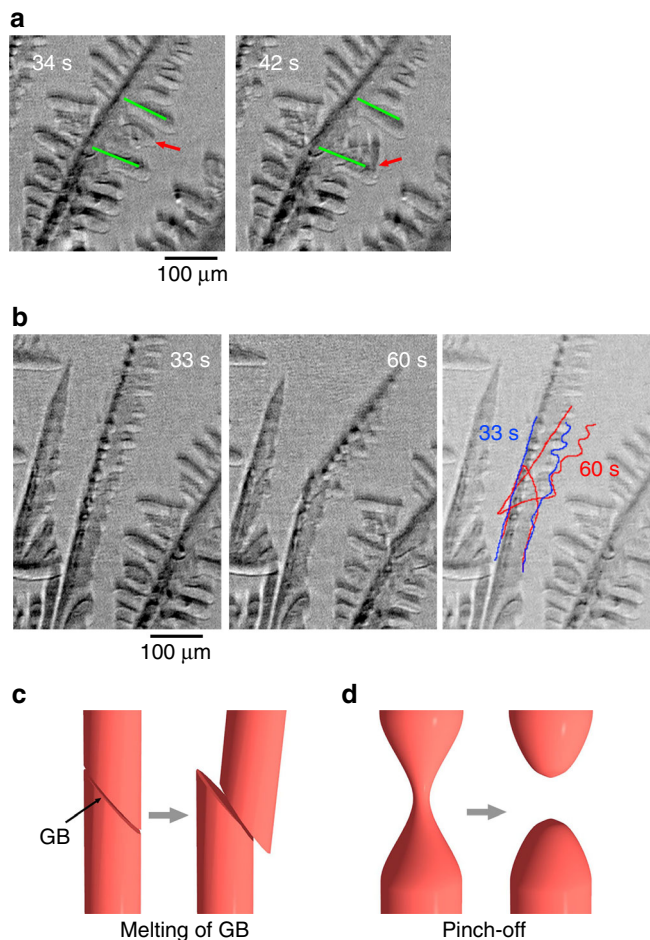 a
34 s
42 s
100 μm
b
33 s
60 s
33 s
60 s
100 μm
c
d
GB
Melting of GB
Pinch-off